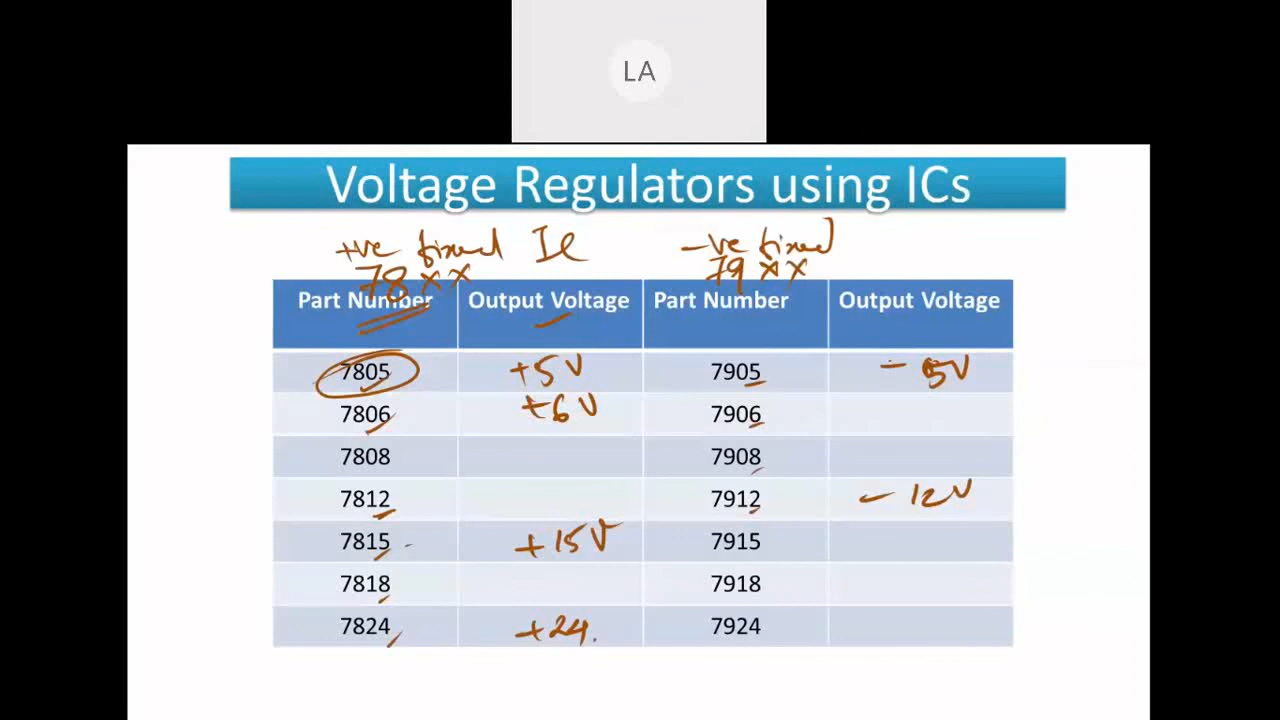 LA
Voltage Regulators using ICs
+ve fixed IC -ve fixed
78XX 79XX
Part Number Output Voltage Part Number Output Voltage
7805 +5V 7905 -5V
7806 +6V 7906
7808 7908
7812 7912 -12V
7815 +15V 7915
7818 7918
7824 +24. 7924